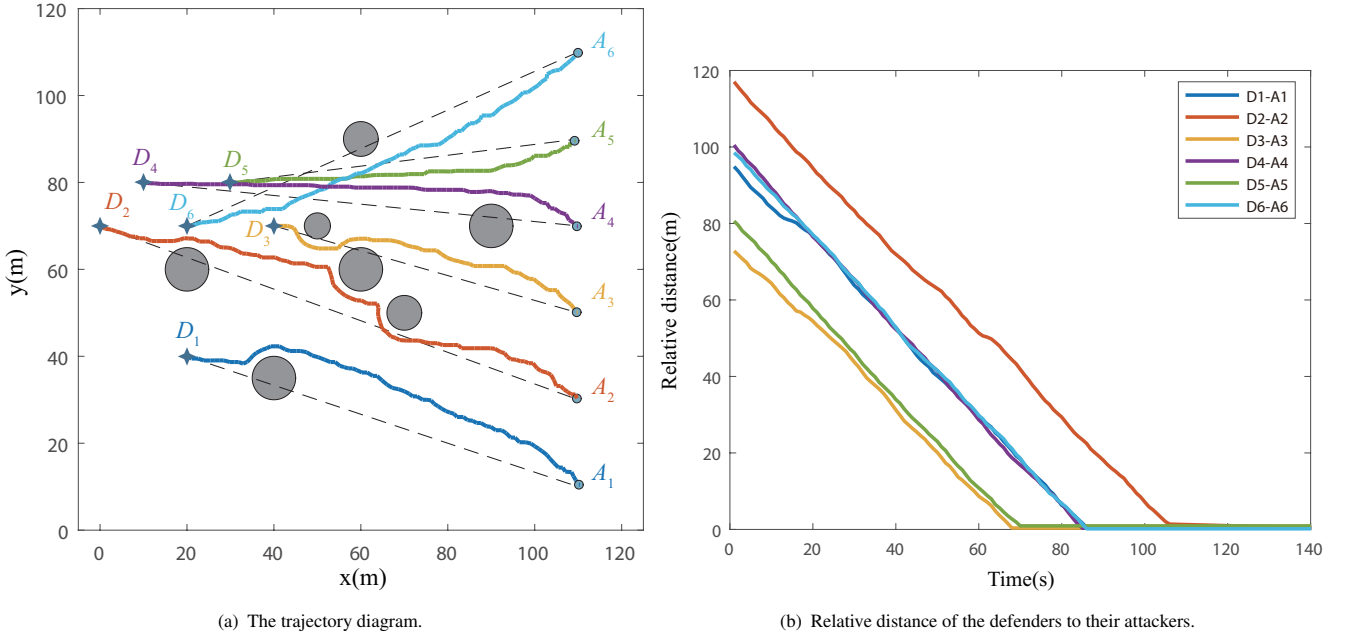 120
100
80
60
40
20
0
y(m)
0 20 40 60 80 100 120
x(m)
A6
A5
D4 D5
D2 D6
D3 A4
A3
D1
A2
A1
(a) The trajectory diagram.
120
100
80
60
40
20
0
Relative distance(m)
0 20 40 60 80 100 120 140
Time(s)
D1-A1
D2-A2
D3-A3
D4-A4
D5-A5
D6-A6
(b) Relative distance of the defenders to their attackers.